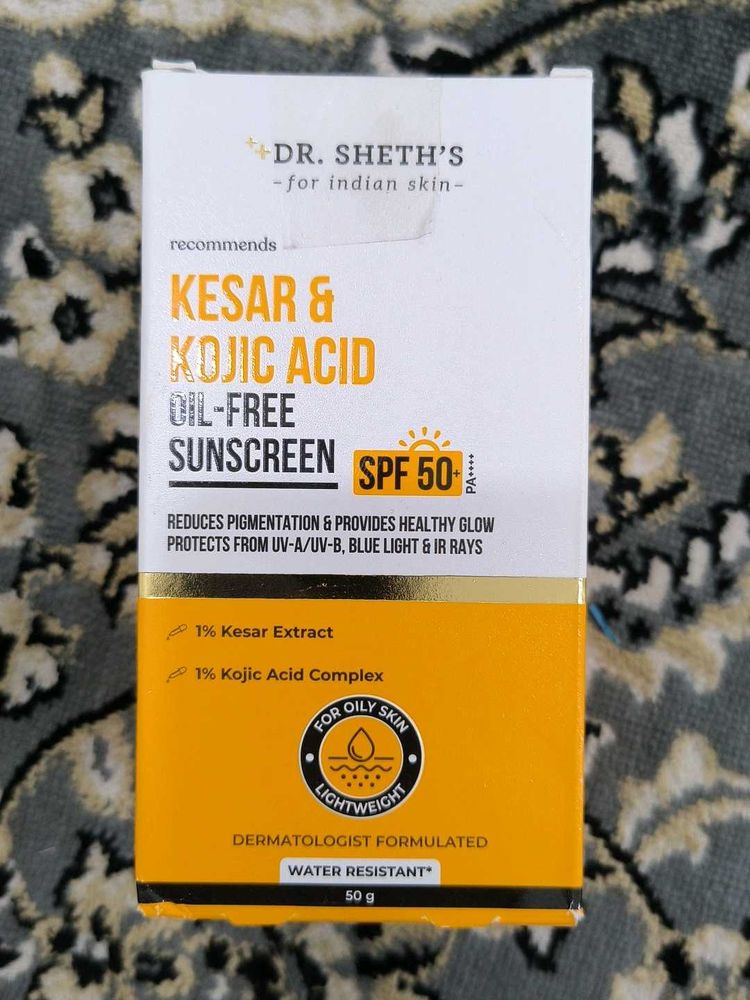 DR. SHETH'S
-for indian skin-
recommends
KESAR &
KOJIC ACID
OIL-FREE
SUNSCREEN
SPF 50+
PA++++
REDUCES PIGMENTATION & PROVIDES HEALTHY GLOW
PROTECTS FROM UV-A/UV-B, BLUE LIGHT & IR RAYS
1% Kesar Extract
1% Kojic Acid Complex
FOR OILY SKIN
LIGHTWEIGHT
DERMATOLOGIST FORMULATED
WATER RESISTANT*
50 g